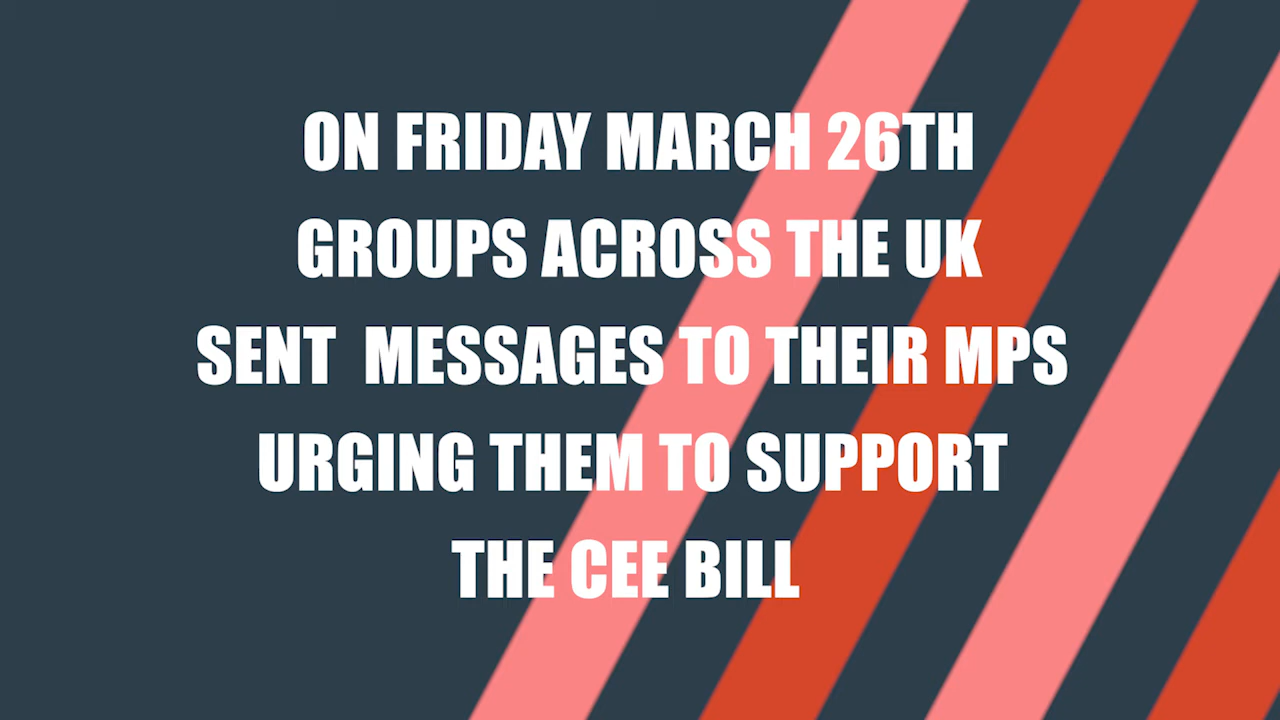 ON FRIDAY MARCH 26TH
GROUPS ACROSS THE UK
SENT  MESSAGES TO THEIR MPS
URGING THEM TO SUPPORT
THE CEE BILL